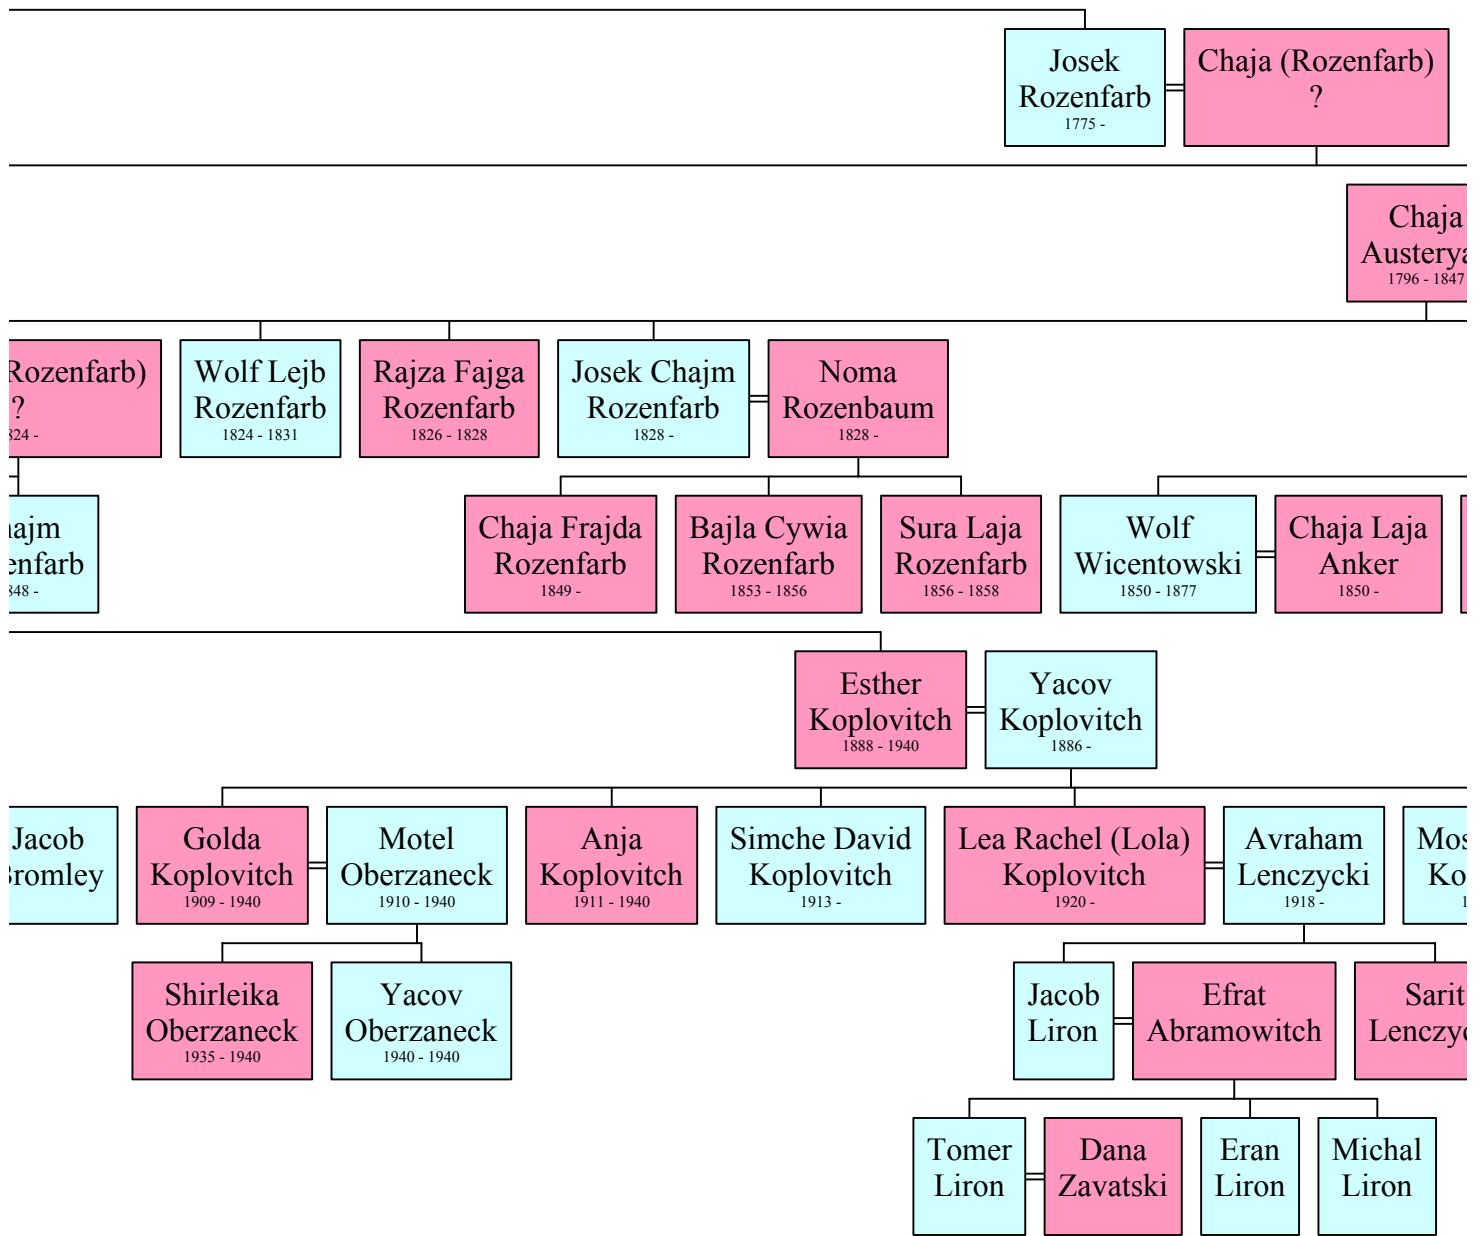 Josek
Rozenfarb
1775 -
Chaja (Rozenfarb)
?
Chaja
1796 - 1847
Rozenfarb)
?
Wolf Lejb
Rozenfarb
1824 - 1831
Rajza Fajga
Rozenfarb
1826 - 1828
Josek Chajm
Rozenfarb
1828 -
Noma
Rozenbaum
1828 -
Chaja Frajda
Rozenfarb
1849 -
Bajla Cywia
Rozenfarb
1853 - 1856
Sura Laja
Rozenfarb
1856 - 1858
Wolf
Wicentowski
1850 - 1877
Chaja Laja
Anker
1850 -
Esther
Koplovitch
1888 - 1940
Yacov
Koplovitch
1886 -
Jacob
Bromley
Golda
Koplovitch
1909 - 1940
Motel
Oberzaneck
1910 - 1940
Anja
Koplovitch
1911 - 1940
Simche David
Koplovitch
1913 -
Lea Rachel (Lola)
Koplovitch
1920 -
Avraham
Lenczycki
1918 -
Shirleika
Oberzaneck
1935 - 1940
Yacov
Oberzaneck
1940 - 1940
Jacob
Liron
Efrat
Abramowitch
Sarit
Tomer
Liron
Dana
Zavatski
Eran
Liron
Michal
Liron